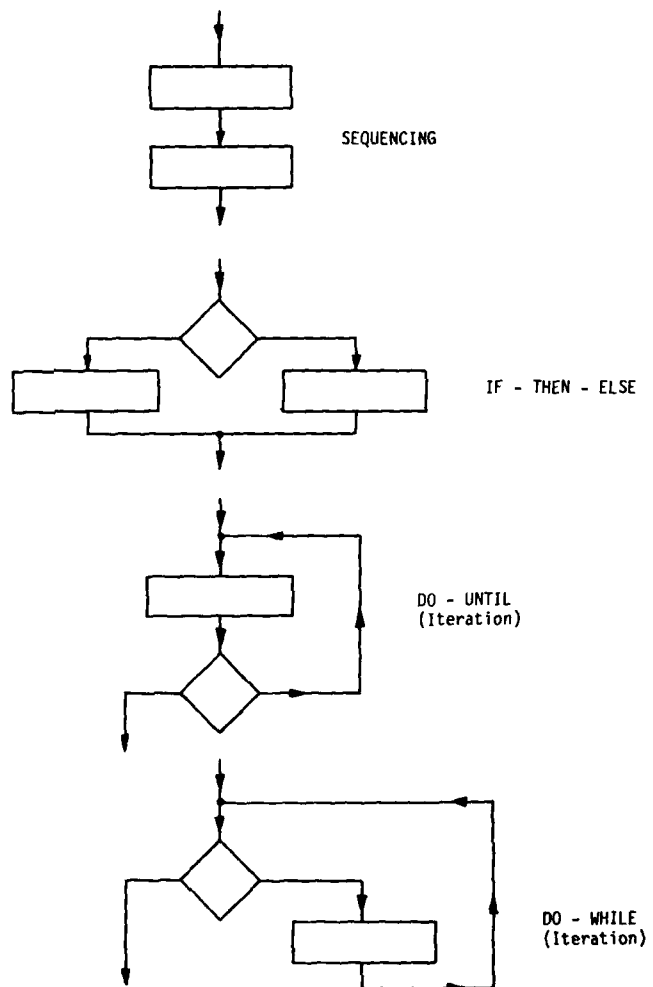 SEQUENCING
IF - THEN - ELSE
DO - UNTIL
(Iteration)
DO - WHILE
(Iteration)